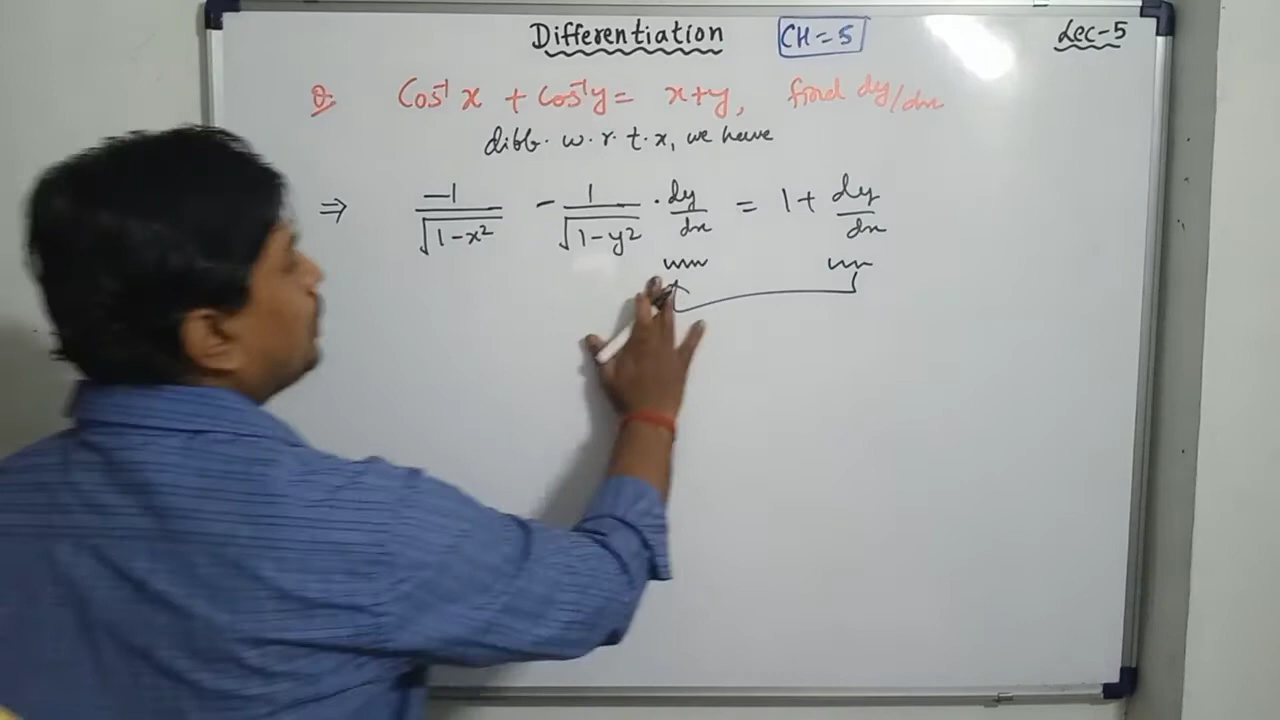 Differentiation CH=5 Lec-5
Q. Cos⁻¹x + Cos⁻¹y = x+y, find dy/dx
diff. w.r.t.x, we have
⇒ -1/√(1-x²) - 1/√(1-y²) · dy/dx = 1 + dy/dx